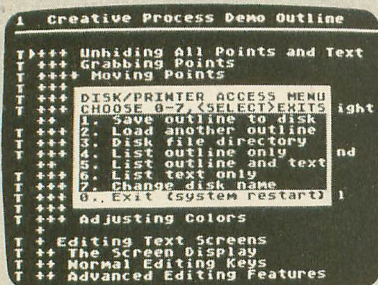 1  Creative Process Demo Outline
T▶+++ Unhiding All Points and Text
T +++ Grabbing Points
T ++++ Moving Points
T +++
T +++ DISK/PRINTER ACCESS MENU
T +++ CHOOSE 0-7,<SELECT>EXITS ight
+++ 1. Save outline to disk
T ++ 2. Load another outline
T +++ 3. Disk file directory
T +++ 4. List outline only nd
+++ 5. List outline and text
T +++ 6. List text only
T +++ 7. Change disk name
T +++ 0.. Exit (system restart) l
T +++
T +++ Adjusting Colors
+
T + Editing Text Screens
T ++ The Screen Display
T ++ Normal Editing Keys
T ++ Advanced Editing Features